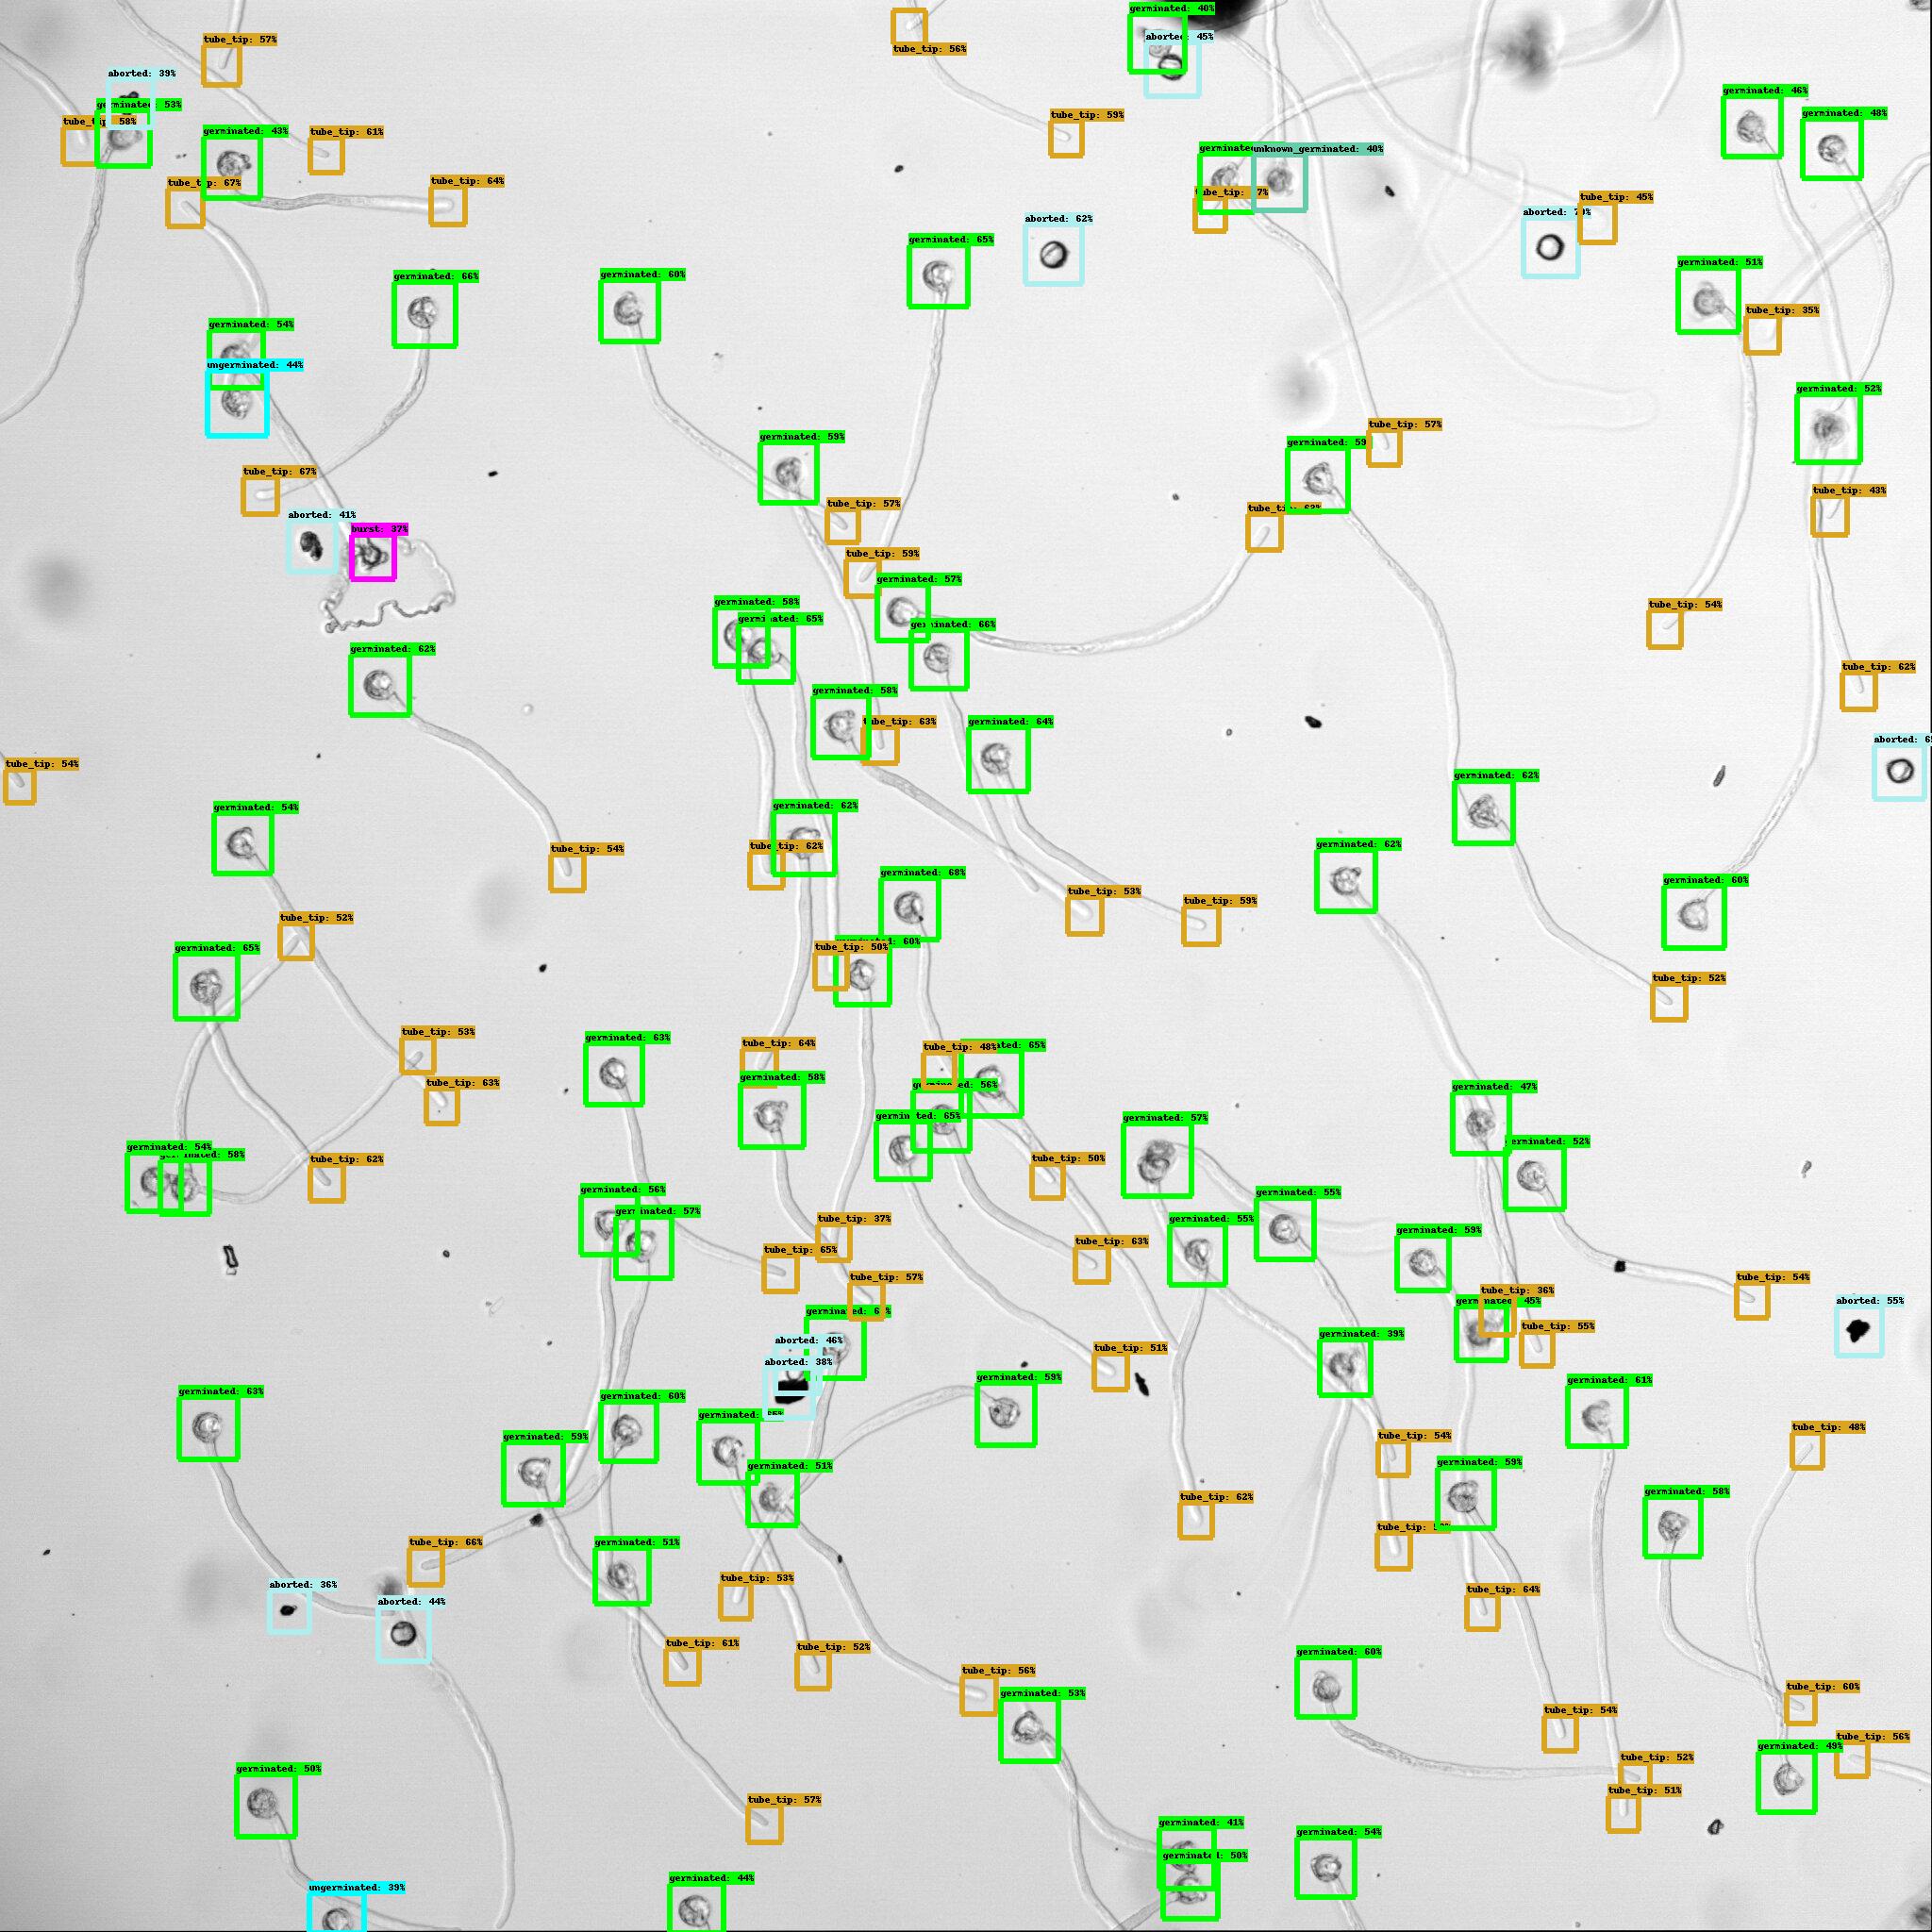 germinated: 40%
tube_tip: 57%
aborted: 45%
tube_tip: 56%
aborted: 39%
germinated: 46%
germinated: 53%
germinated: 48%
tube_tip: 59%
58%
germinated: 43%
tube_tip: 61%
unknown_germinated: 40%
tube_tip: 67%
tube_tip: 64%
tube_tip: 45%
aborted: 62%
germinated: 65%
germinated: 51%
germinated: 66%
germinated: 60%
tube_tip: 35%
germinated: 54%
ungerminated: 44%
germinated: 52%
tube_tip: 57%
germinated: 59%
germinated: 59
tube_tip: 67%
tube_tip: 43%
tube_tip: 57%
aborted: 41%
burst: 37%
tube_tip: 59%
germinated: 57%
germinated: 58%
tube_tip: 54%
germinated: 65%
germinated: 66%
germinated: 62%
tube_tip: 62%
germinated: 58%
tube_tip: 63%
germinated: 64%
tube_tip: 54%
germinated: 62%
germinated: 54%
germinated: 62%
tube_tip: 62%
germinated: 62%
tube_tip: 54%
germinated: 68%
germinated: 60%
tube_tip: 53%
tube_tip: 59%
tube_tip: 52%
germinated: 65%
tube_tip: 50%
60%
tube_tip: 52%
tube_tip: 53%
germinated: 63%
tube_tip: 64%
tube_tip: 48%
65%
germinated: 58%
tube_tip: 63%
56%
germinated: 47%
germinated: 65%
germinated: 57%
germinated: 52%
germinated: 54%
58%
tube_tip: 62%
tube_tip: 50%
germinated: 56%
germinated: 55%
germinated: 57%
tube_tip: 37%
germinated: 55%
germinated: 59%
tube_tip: 65%
tube_tip: 63%
tube_tip: 57%
tube_tip: 54%
tube_tip: 36%
45%
aborted: 55%
tube_tip: 55%
germinated: 39%
aborted: 46%
tube_tip: 51%
aborted: 38%
germinated: 59%
germinated: 61%
germinated: 63%
germinated: 60%
tube_tip: 48%
germinated: 59%
tube_tip: 54%
germinated: 51%
germinated: 59%
germinated: 58%
tube_tip: 62%
tube_tip: 66%
germinated: 51%
tube_tip: 53%
aborted: 36%
tube_tip: 64%
aborted: 44%
tube_tip: 61%
tube_tip: 52%
germinated: 60%
tube_tip: 56%
tube_tip: 60%
germinated: 53%
tube_tip: 54%
tube_tip: 56%
germinated: 49%
tube_tip: 52%
germinated: 50%
tube_tip: 51%
tube_tip: 57%
germinated: 41%
germinated: 54%
germinated: 50%
germinated: 44%
ungerminated: 39%